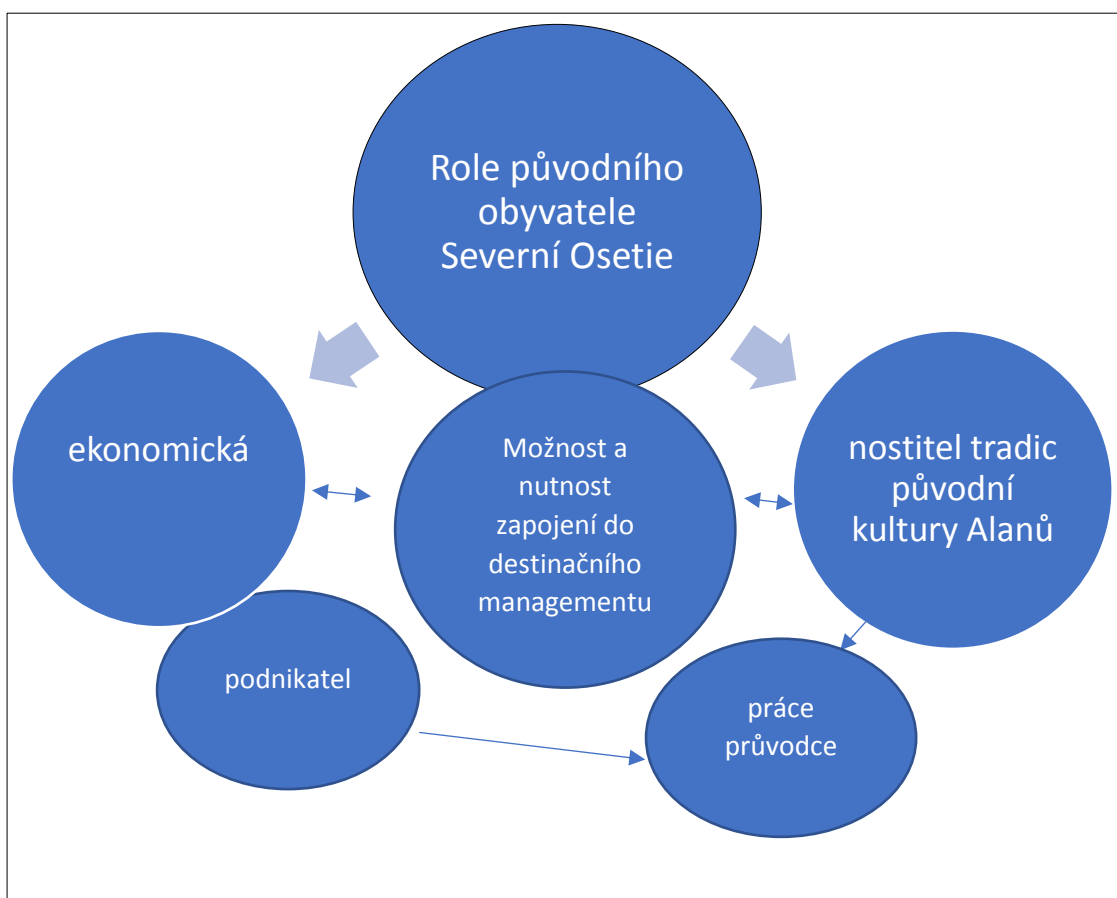 Role původního
obyvatele
Severní Osetie
ekonomická
Možnost a
nutnost
zapojení do
destinačního
managementu
nostitel tradic
původní
kultury Alanů
podnikatel
práce
průvodce